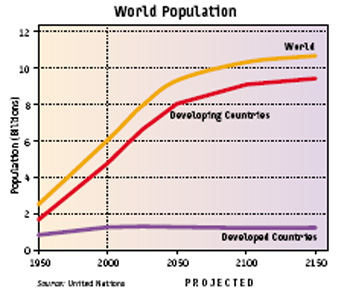 World Population
12
10
8
6
4
2
0
Population (Billions)
World
Developing Countries
Developed Countries
1950 2000 2050 2100 2150
Source: United Nations PROJECTED